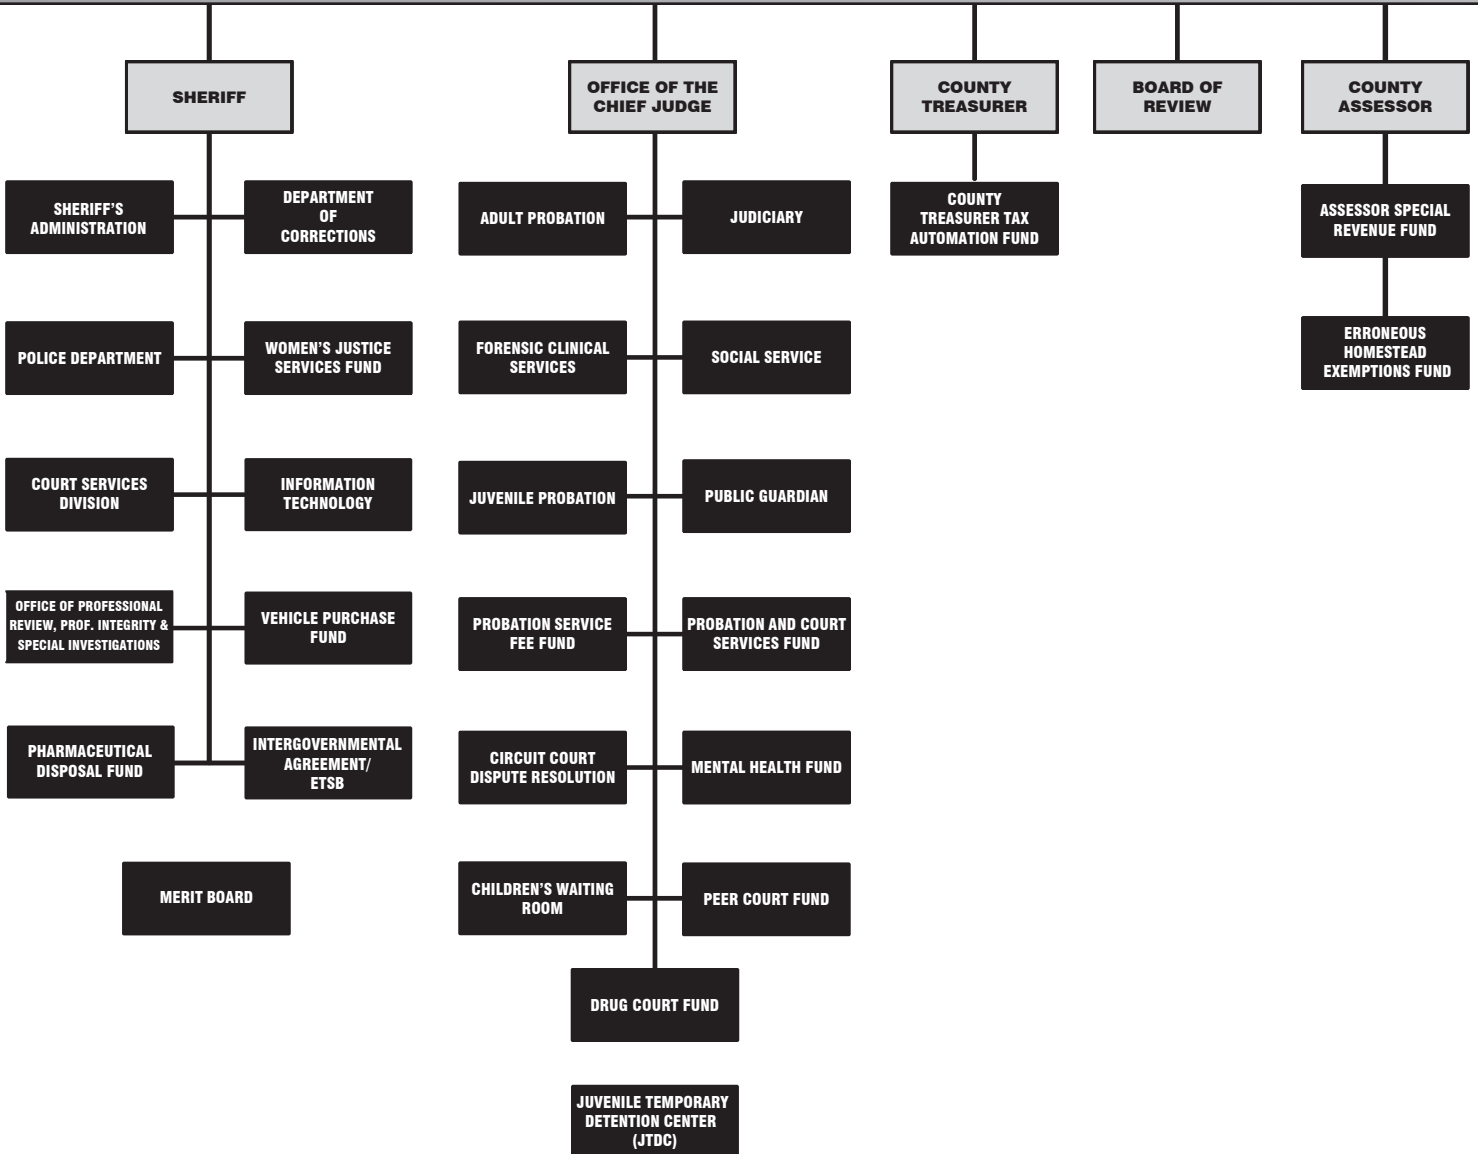 SHERIFF
OFFICE OF THE
CHIEF JUDGE
COUNTY
TREASURER
BOARD OF
REVIEW
COUNTY
ASSESSOR
SHERIFF'S
ADMINISTRATION
DEPARTMENT
OF
CORRECTIONS
ADULT PROBATION
JUDICIARY
COUNTY
TREASURER TAX
AUTOMATION FUND
ASSESSOR SPECIAL
REVENUE FUND
POLICE DEPARTMENT
WOMEN'S JUSTICE
SERVICES FUND
FORENSIC CLINICAL
SERVICES
SOCIAL SERVICE
ERRONEOUS
HOMESTEAD
EXEMPTIONS FUND
COURT SERVICES
DIVISION
INFORMATION
TECHNOLOGY
JUVENILE PROBATION
PUBLIC GUARDIAN
OFFICE OF PROFESSIONAL
REVIEW, PROF. INTEGRITY &
SPECIAL INVESTIGATIONS
VEHICLE PURCHASE
FUND
PROBATION SERVICE
FEE FUND
PROBATION AND COURT
SERVICES FUND
PHARMACEUTICAL
DISPOSAL FUND
INTERGOVERNMENTAL
AGREEMENT/
ETSB
CIRCUIT COURT
DISPUTE RESOLUTION
MENTAL HEALTH FUND
MERIT BOARD
CHILDREN'S WAITING
ROOM
PEER COURT FUND
DRUG COURT FUND
JUVENILE TEMPORARY
DETENTION CENTER
(JTDC)